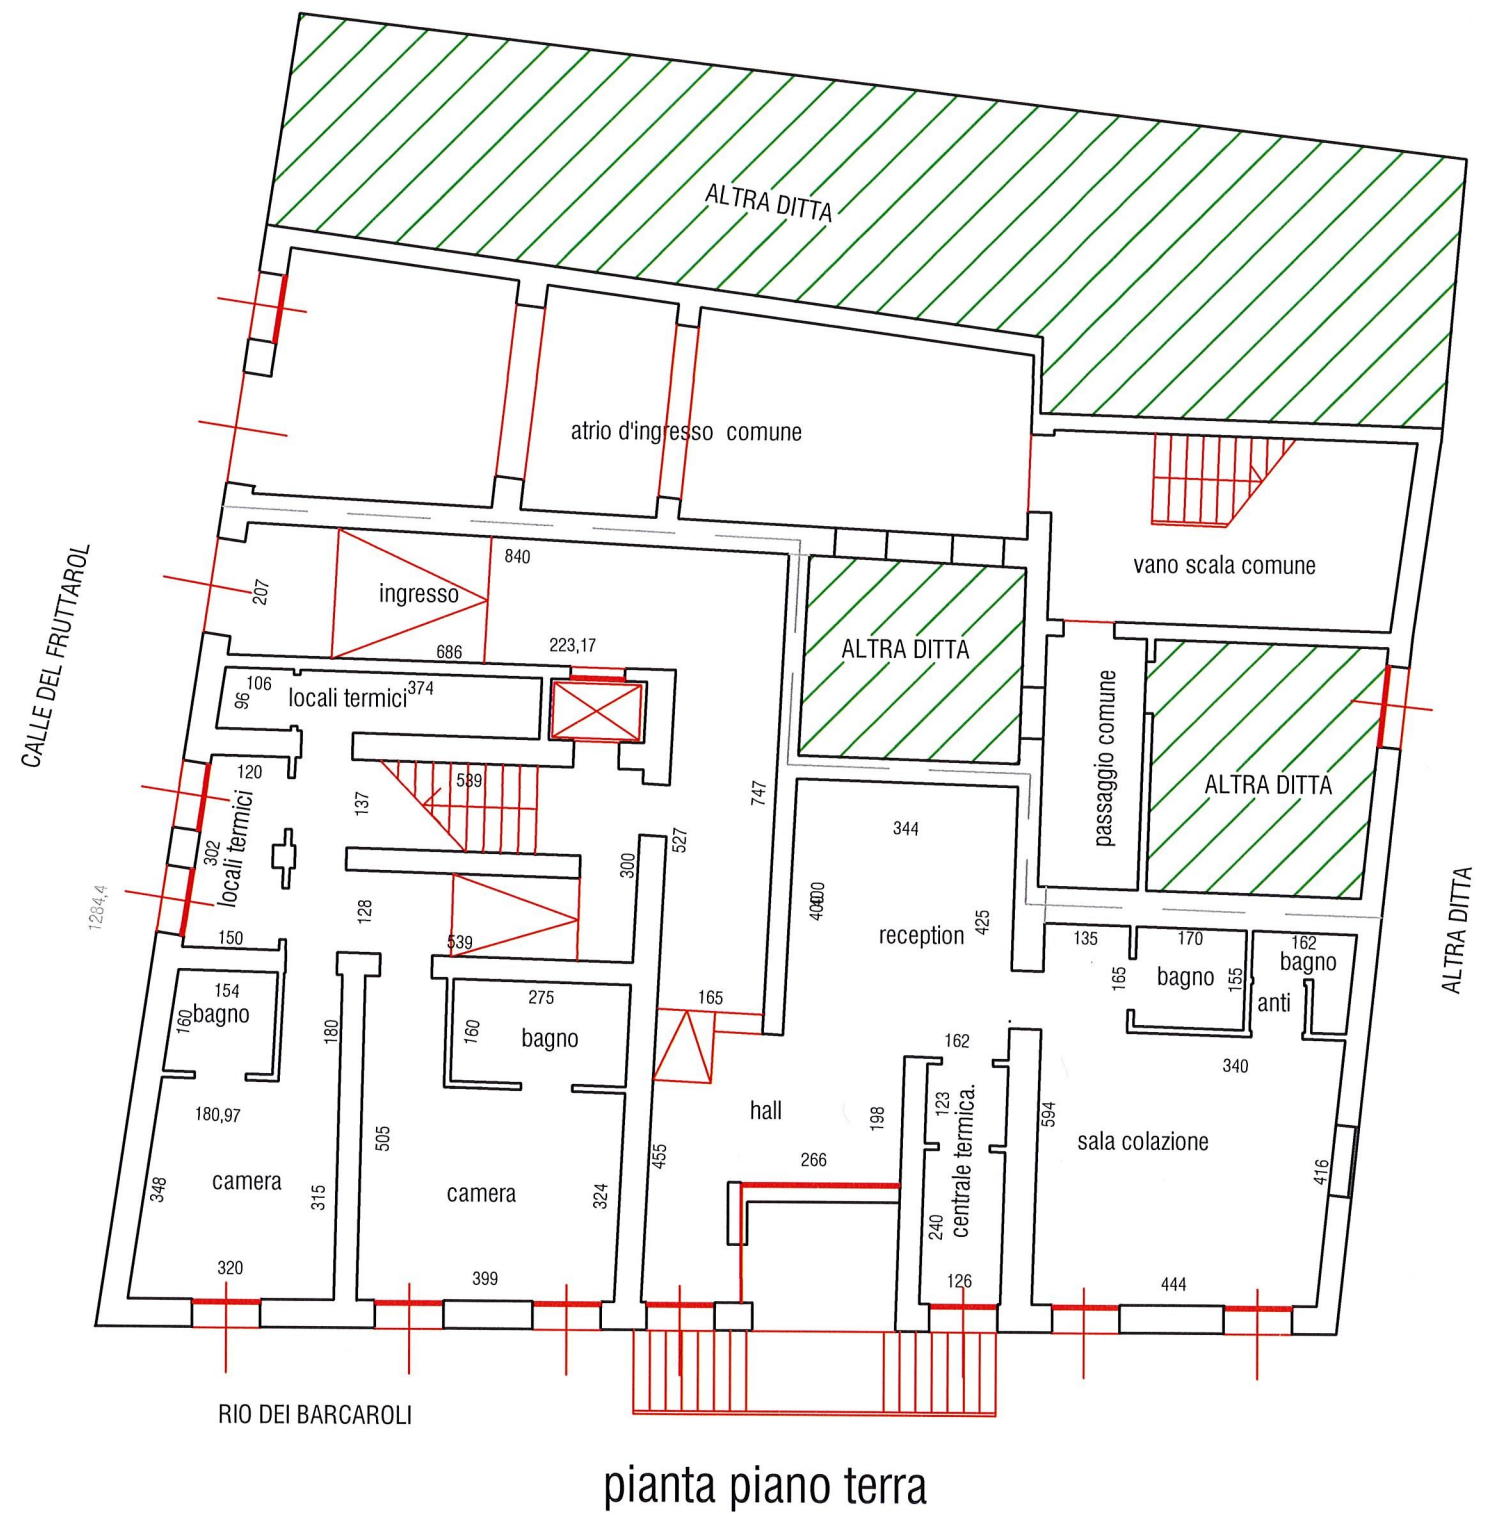 ALTRA DITTA
atrio d'ingresso comune
vano scala comune
840
ingresso
207
CALLE DEL FRUTTAROL
686
223,17
ALTRA DITTA
106
96
locali termici
374
passaggio comune
120
539
137
747
ALTRA DITTA
344
302
locali termici
527
300
400
400
425
reception
1284,4
128
539
150
135
170
162
165
bagno
155
bagno
anti
ALTRA DITTA
154
bagno
160
180
275
160
bagno
165
162
340
180,97
505
hall
198
123
centrale termica.
594
sala colazione
camera
348
315
camera
324
455
266
240
416
320
399
126
444
RIO DEI BARCAROLI
pianta piano terra